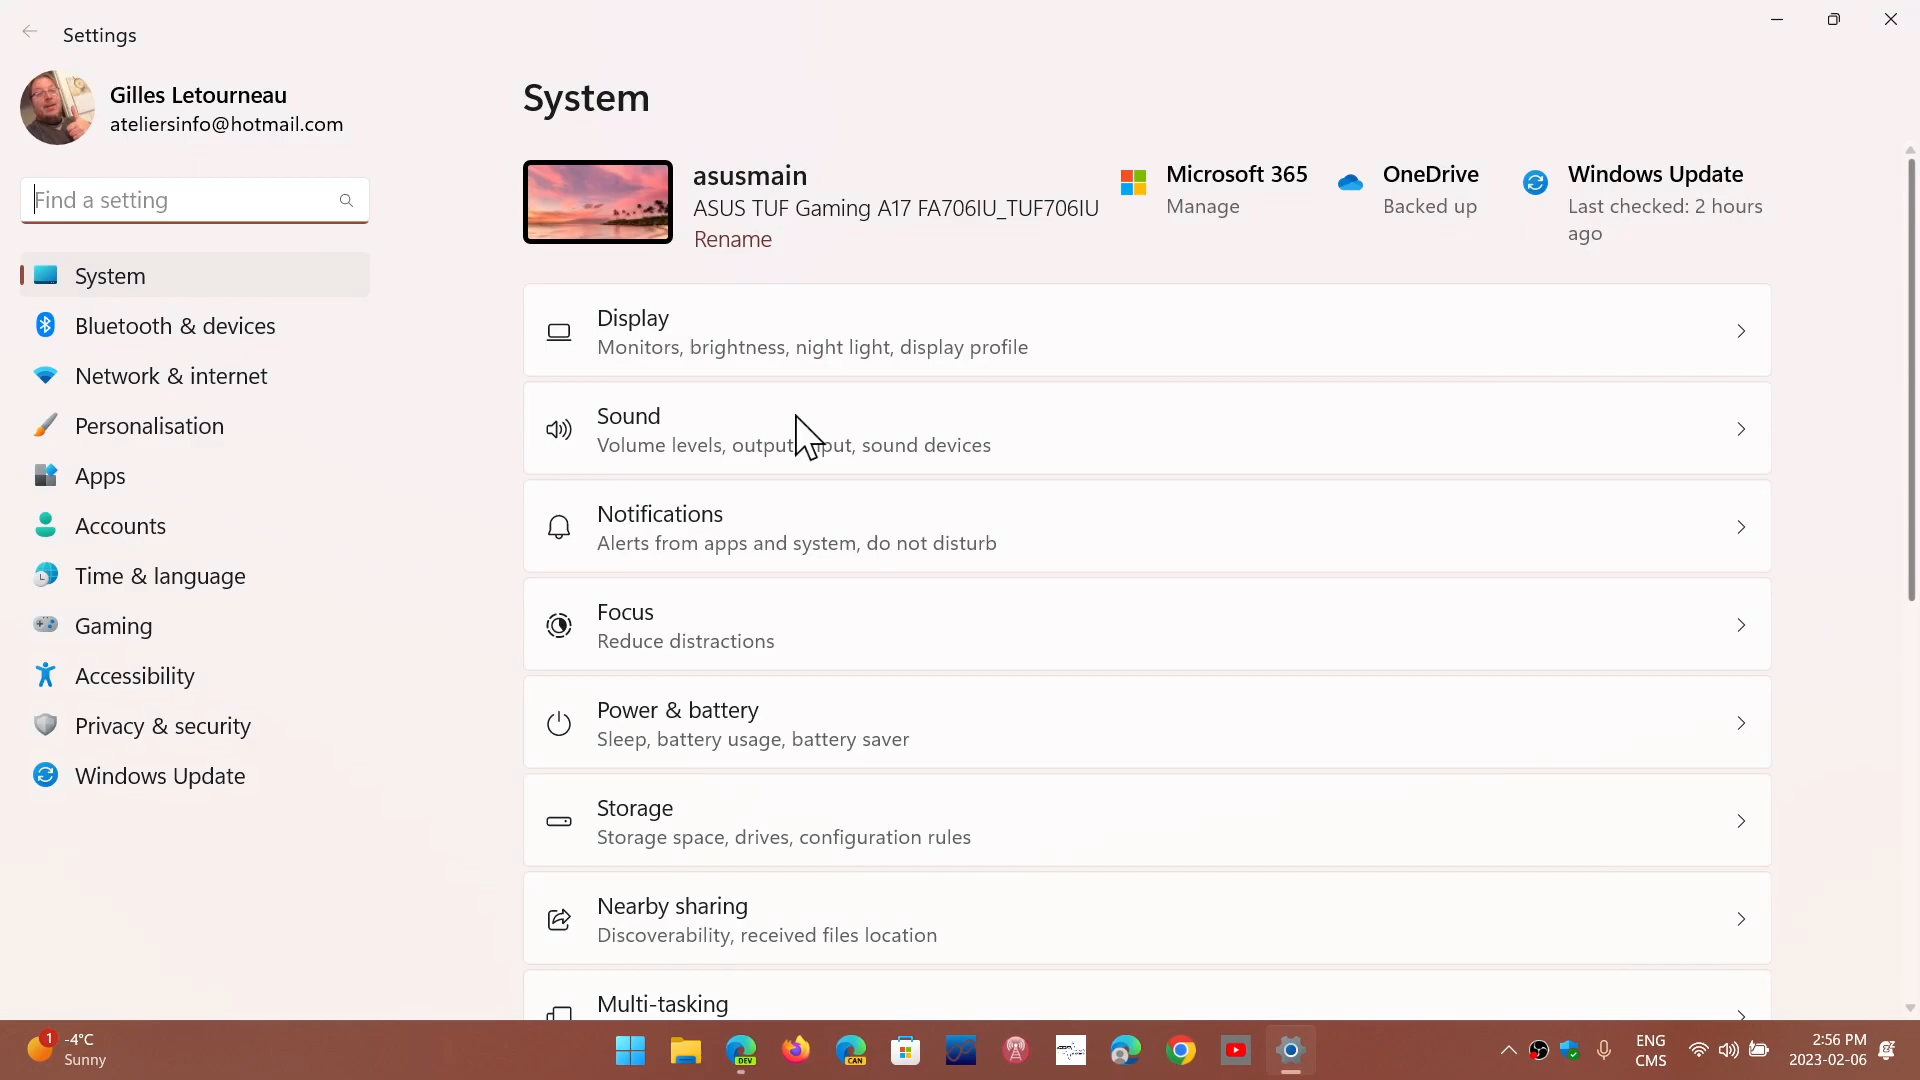 Settings
Gilles Letourneau
ateliersinfo@hotmail.com
Find a setting
System
Bluetooth & devices
Network & internet
Personalisation
Apps
Accounts
Time & language
Gaming
Accessibility
Privacy & security
Windows Update
System
asusmain
ASUS TUF Gaming A17 FA706IU_TUF706IU
Rename
Microsoft 365
Manage
OneDrive
Backed up
Windows Update
Last checked: 2 hours
ago
Display
Monitors, brightness, night light, display profile
Sound
Volume levels, output, sound devices
Notifications
Alerts from apps and system, do not disturb
Focus
Reduce distractions
Power & battery
Sleep, battery usage, battery saver
Storage
Storage space, drives, configuration rules
Nearby sharing
Discoverability, received files location
Multi-tasking
1
-4°C
Sunny
DEV
CAN
ENG
CMS
2:56 PM
2023-02-06